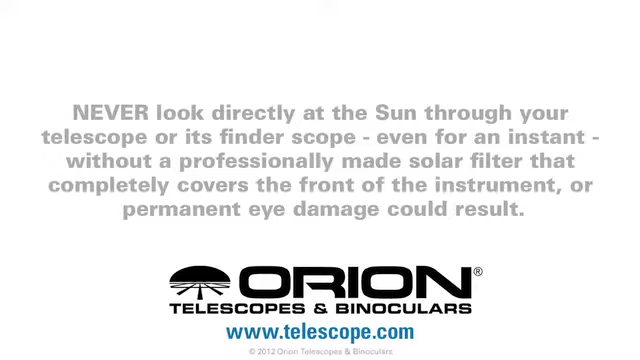 NEVER look directly at the Sun through your
telescope or its finder scope - even for an instant -
without a professionally made solar filter that
completely covers the front of the instrument, or
permanent eye damage could result.
ORION®
TELESCOPES & BINOCULARS
www.telescope.com
© 2012 Orion Telescopes & Binoculars